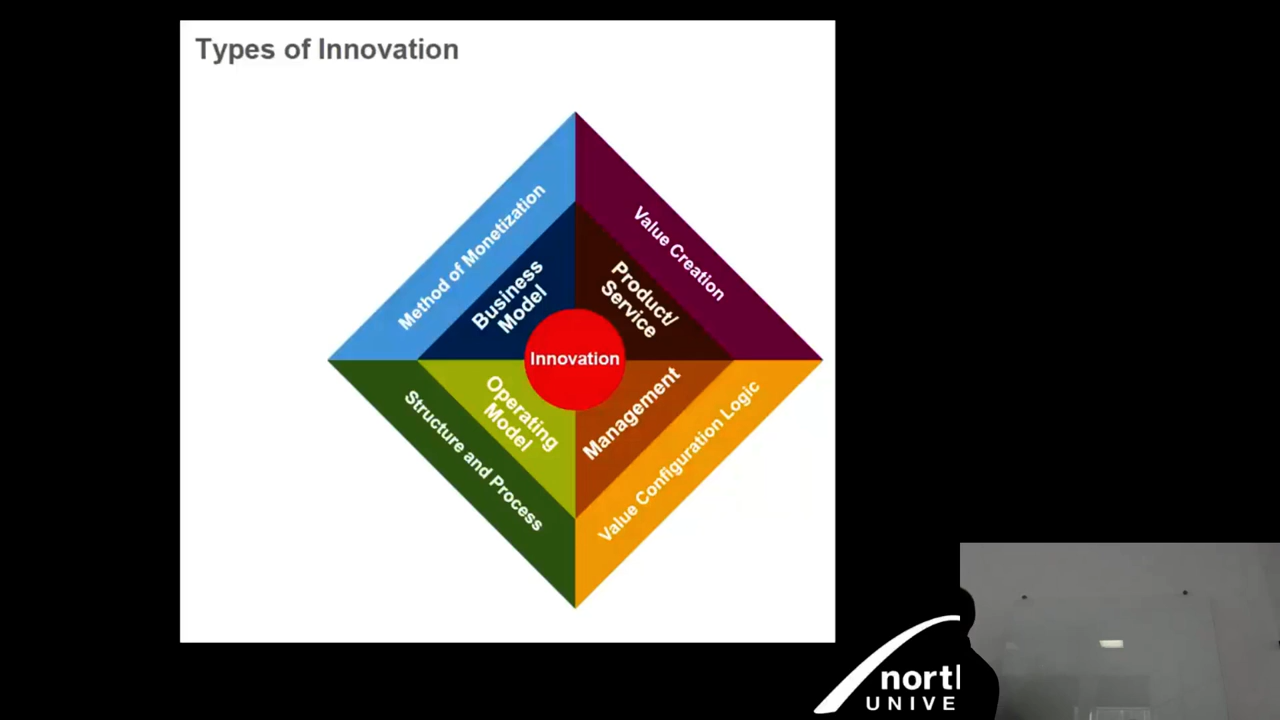 Types of Innovation
Method of Monetization
Value Creation
Business
Model
Product/
Service
Innovation
Operating
Model
Management
Structure and Process
Value Configuration Logic
UNIVE